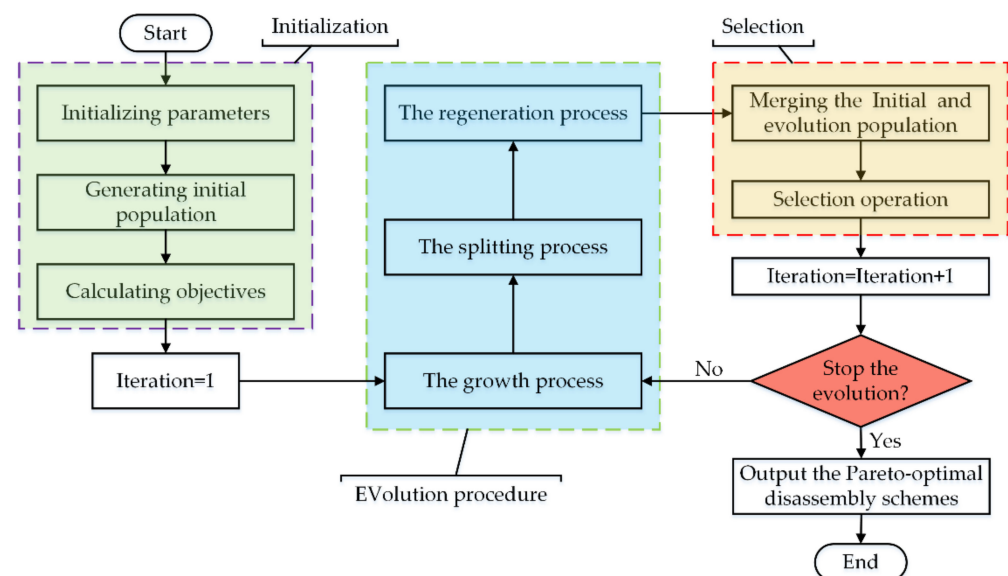 Start
Initialization
Initializing parameters
Generating initial
population
Calculating objectives
Iteration=1
The regeneration process
The splitting process
The growth process
EVolution procedure
Selection
Merging the Initial and
evolution population
Selection operation
Iteration=Iteration+1
Stop the
evolution?
No
Yes
Output the Pareto-optimal
disassembly schemes
End